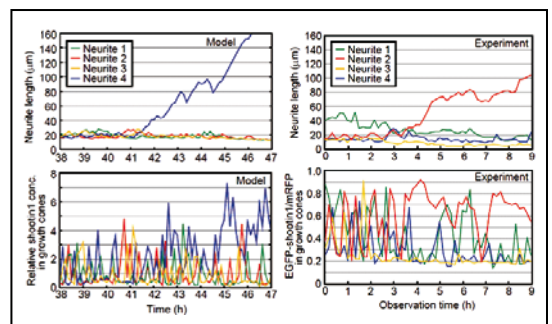 Model
Neurite 1
Neurite 2
Neurite 3
Neurite 4
Neurite length (μm)
160
140
120
100
80
60
40
20
0
38 39 40 41 42 43 44 45 46 47
Experiment
Neurite 1
Neurite 2
Neurite 3
Neurite 4
Neurite length (μm)
160
140
120
100
80
60
40
20
0
0 1 2 3 4 5 6 7 8 9
Model
Relative shootin1 conc.
in growth cones
8
6
4
2
0
38 39 40 41 42 43 44 45 46 47
Time (h)
Experiment
EGFP-shootin1/mRFP
in growth cones
1.0
0.8
0.6
0.4
0.2
0
0 1 2 3 4 5 6 7 8 9
Observation time (h)